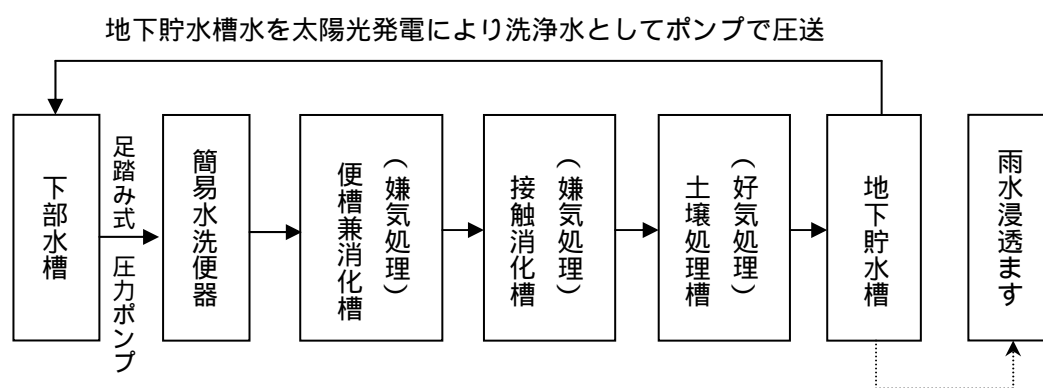 地下貯水槽水を太陽光発電により洗浄水としてポンプで圧送
下部水槽
足踏み式 圧力ポンプ
簡易水洗便器
便槽兼消化槽
(嫌気処理)
接触消化槽
(嫌気処理)
土壌処理槽
(好気処理)
地下貯水槽
雨水浸透ます